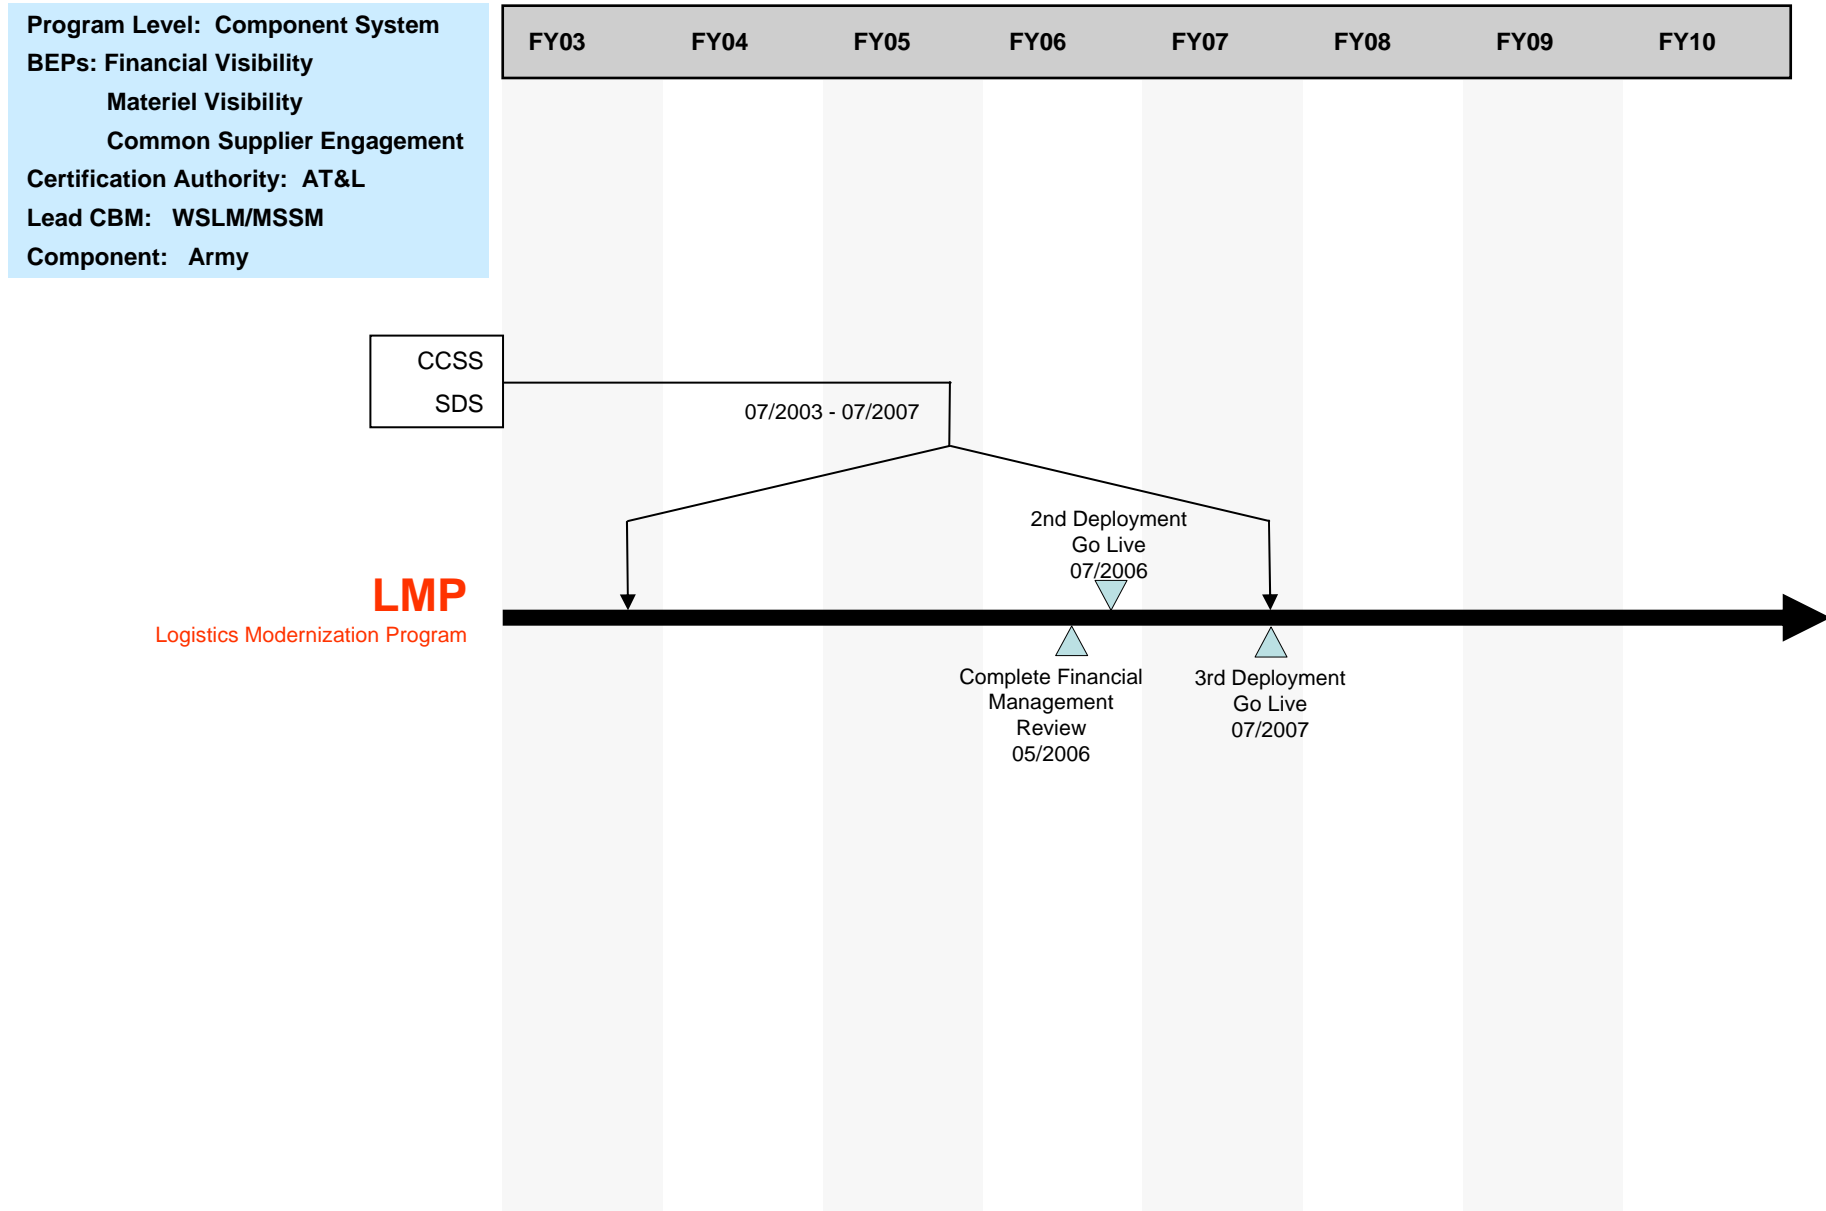 Program Level: Component System
BEPs: Financial Visibility
Materiel Visibility
Common Supplier Engagement
Certification Authority: AT&L
Lead CBM: WSLM/MSSM
Component: Army
FY03 FY04 FY05 FY06 FY07 FY08 FY09 FY10
CCSS
SDS
07/2003 - 07/2007
2nd Deployment
Go Live
07/2006
LMP
Logistics Modernization Program
Complete Financial
Management
Review
05/2006
3rd Deployment
Go Live
07/2007